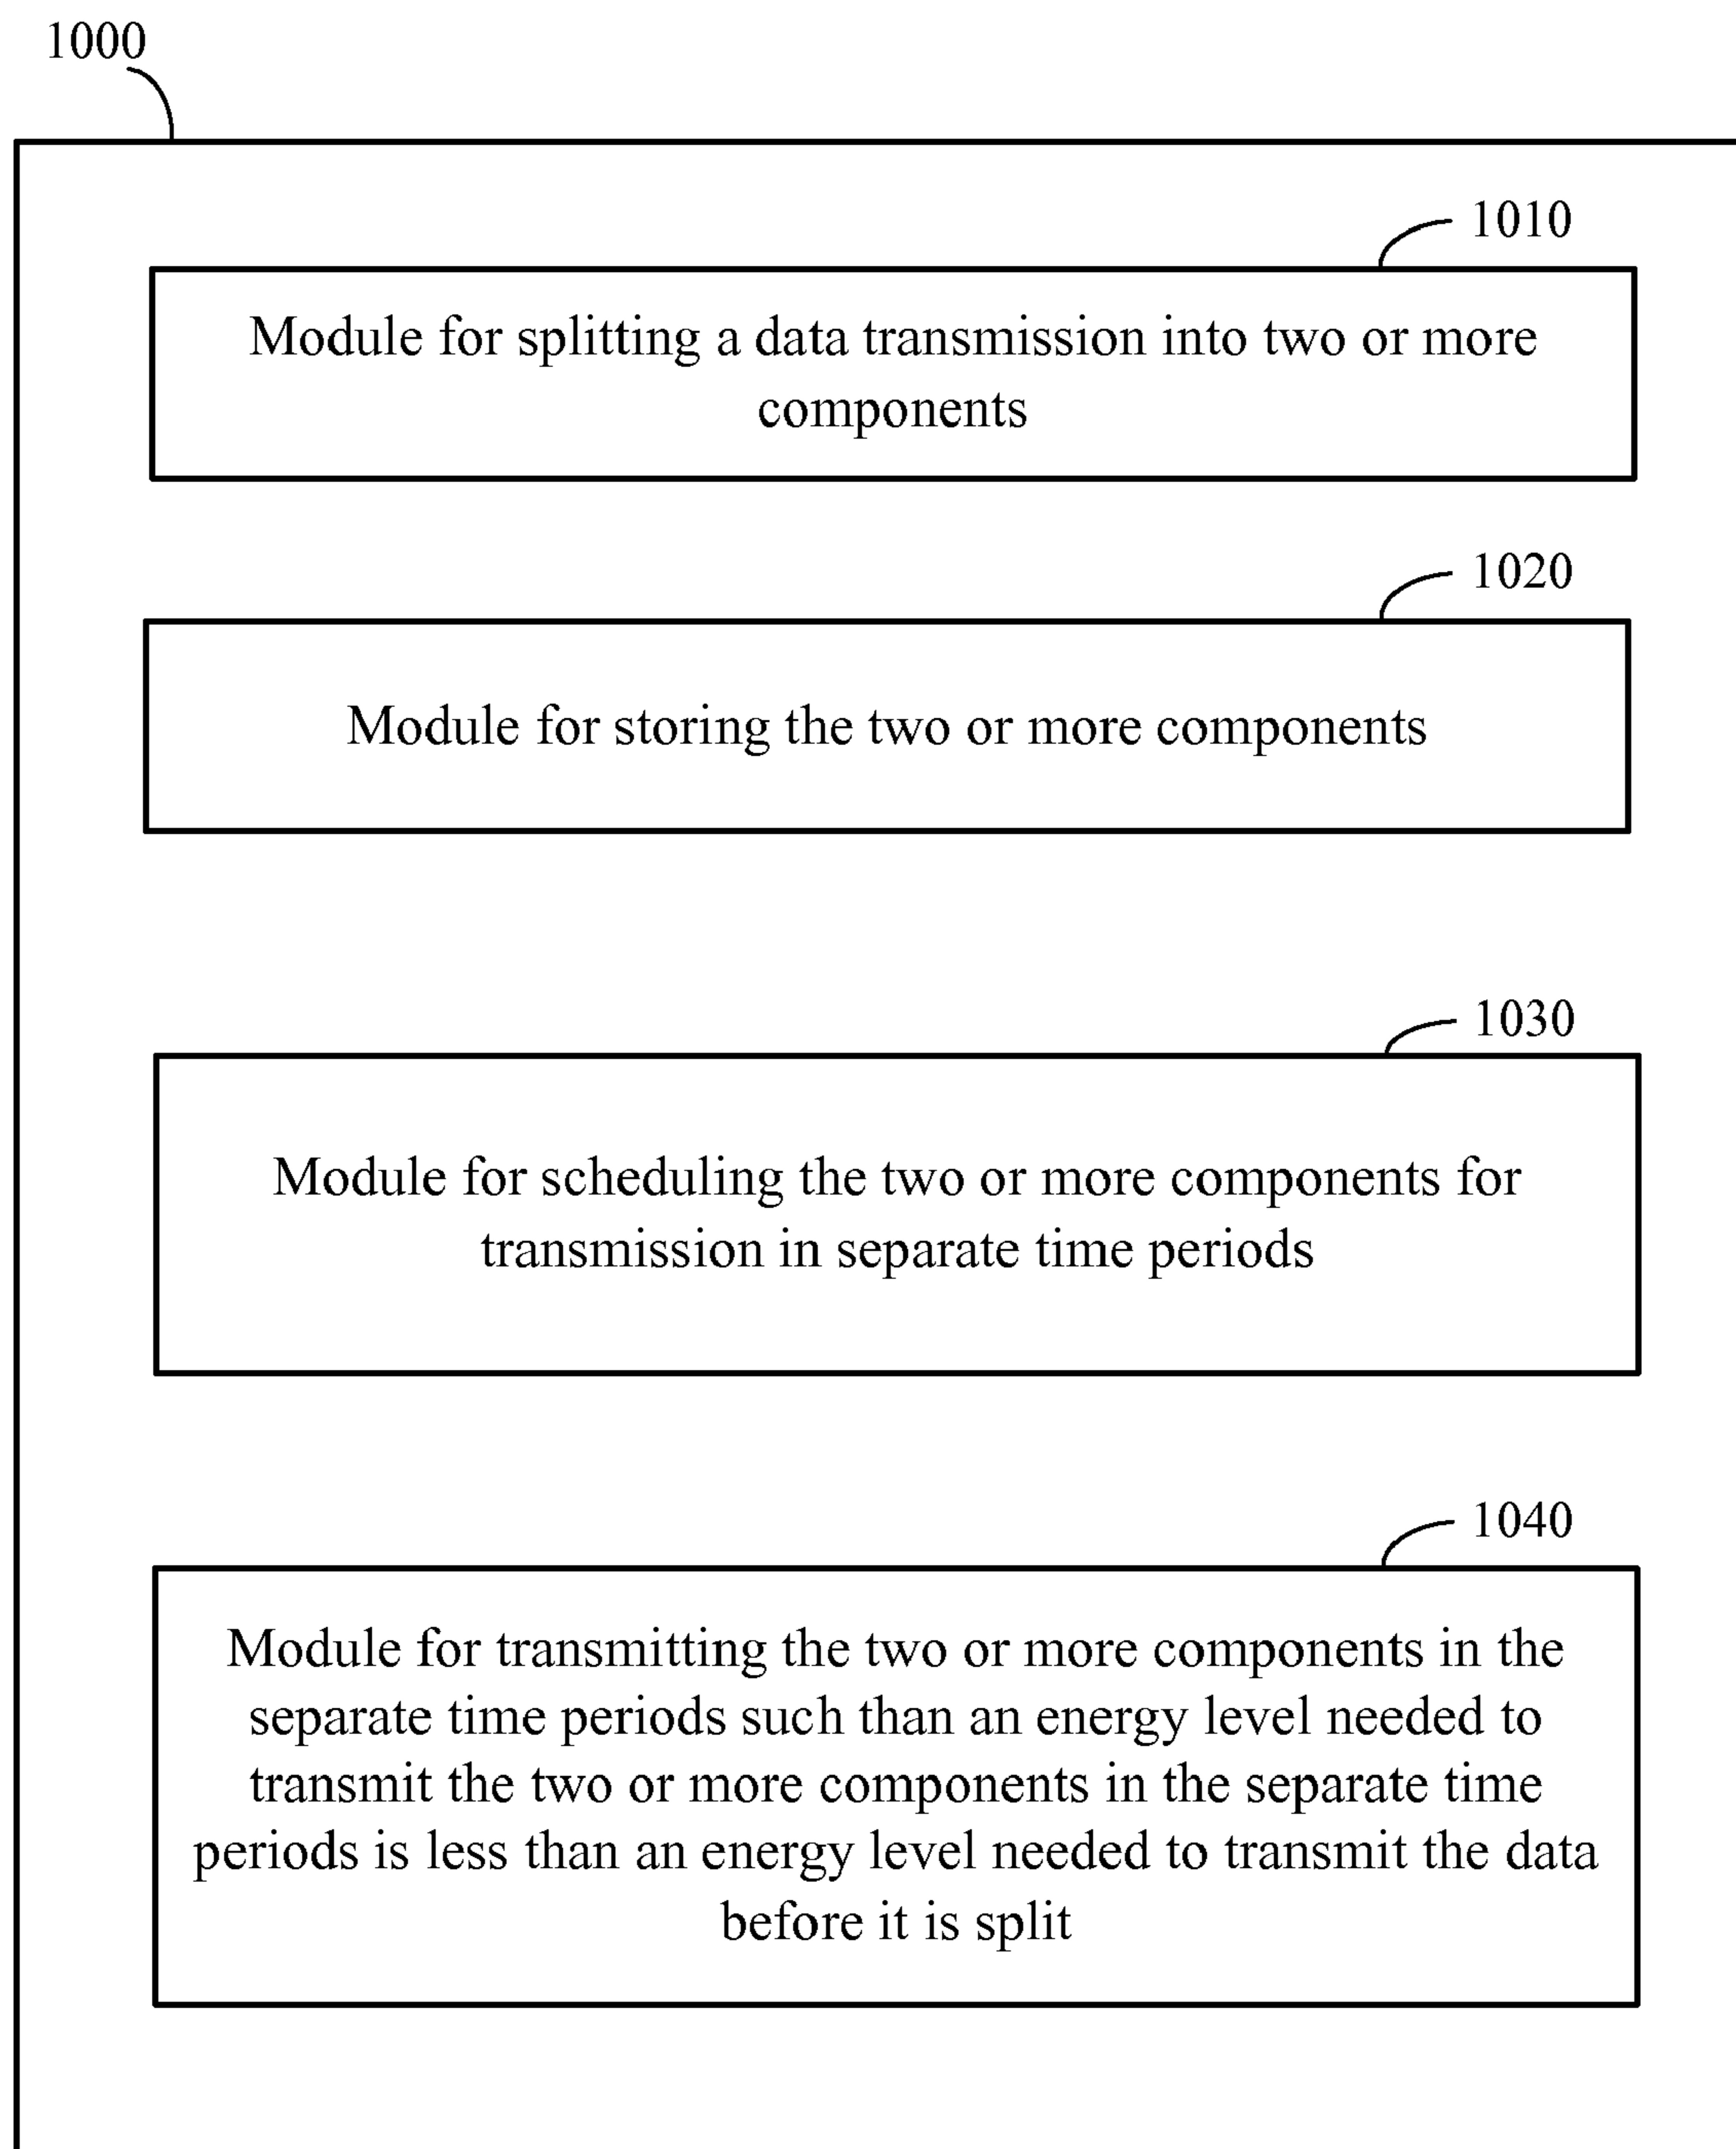 1000
1010
Module for splitting a data transmission into two or more
components
1020
Module for storing the two or more components
1030
Module for scheduling the two or more components for
transmission in separate time periods
1040
Module for transmitting the two or more components in the
separate time periods such than an energy level needed to
transmit the two or more components in the separate time
periods is less than an energy level needed to transmit the data
before it is split